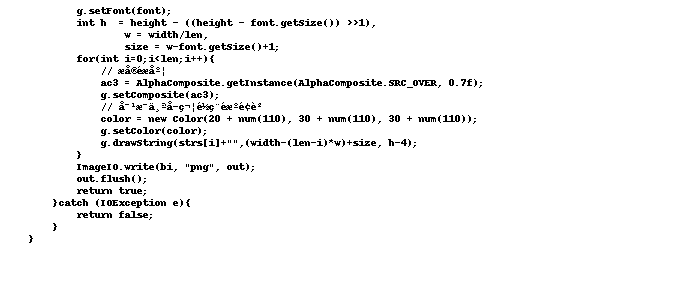 g.setFont(font);
int h  = height - ((height - font.getSize()) >>1),
w = width/len,
size = w-font.getSize()+1;
for(int i=0;i<len;i++){
//
ac3 = AlphaComposite.getInstance(AlphaComposite.SRC_OVER, 0.7f);
g.setComposite(ac3);
//
color = new Color(20 + num(110), 30 + num(110), 30 + num(110));
g.setColor(color);
g.drawString(strs[i]+"",(width-(len-i)*w)+size, h-4);
}
ImageIO.write(bi, "png", out);
out.flush();
return true;
}catch (IOException e){
return false;
}
}